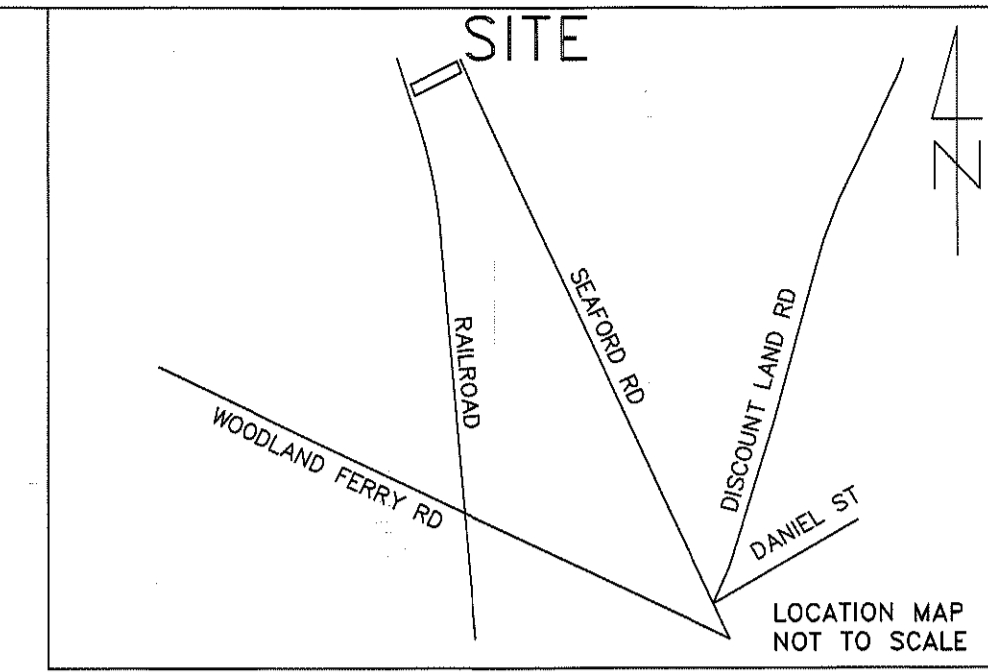 SITE
N
SEAFORD RD
RAILROAD
DISCOUNT LAND RD
WOODLAND FERRY RD
DANIEL ST
LOCATION MAP
NOT TO SCALE